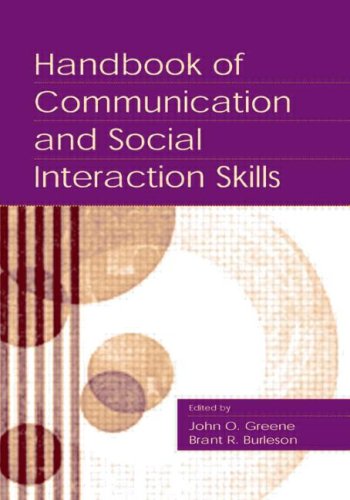 Handbook of
Communication
and Social
Interaction Skills
Edited by
John O. Greene
Brant R. Burleson